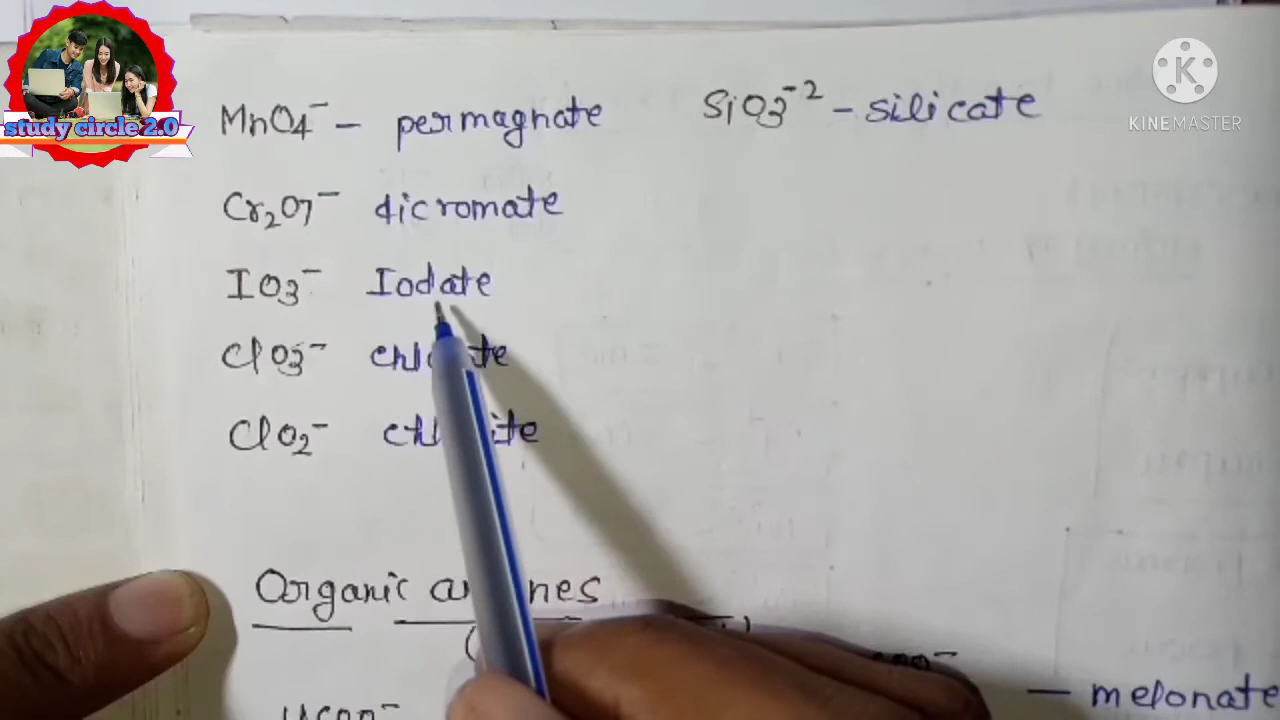 study circle 2.0
KINEMASTER
MnO4⁻ – permagnate
SiO3⁻² – silicate
Cr₂O7⁻ dicromate
IO3⁻ Iodate
ClO3⁻
ClO₂⁻
Organic
— melonate